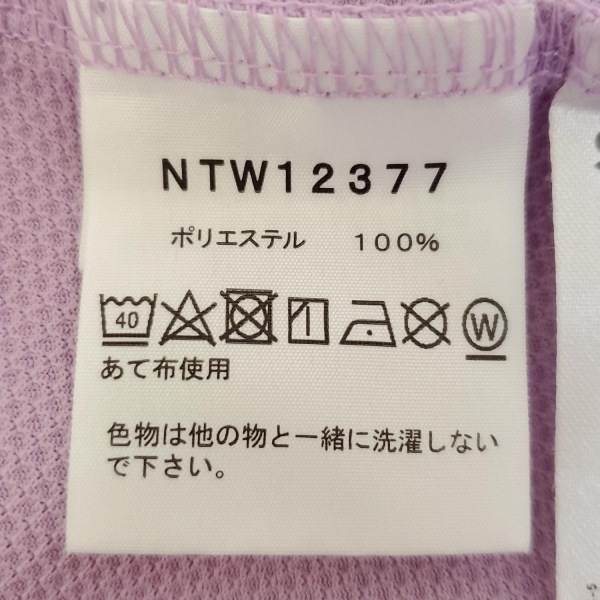 NTW12377
ポリエステル 100%
40 W
あて布使用
色物は他の物と一緒に洗濯しない
で下さい。
-5